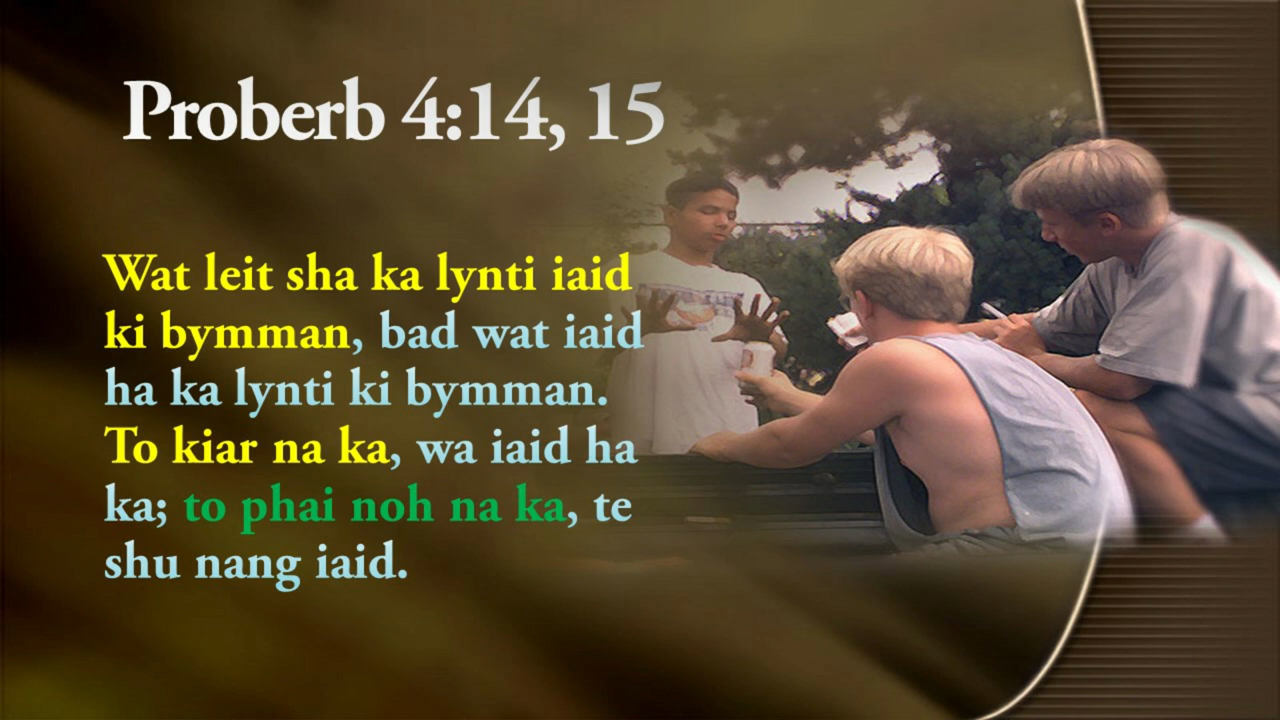 Proberb 4:14, 15
Wat leit sha ka lynti iaid
ki bymman, bad wat iaid
ha ka lynti ki bymman.
To kiar na ka, wa iaid ha
ka; to phai noh na ka, te
shu nang iaid.